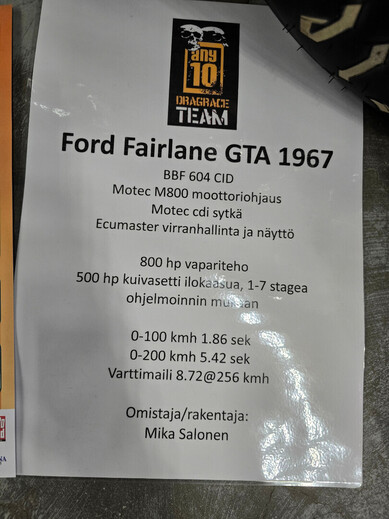 any
10
DRAGRACE
TEAM
Ford Fairlane GTA 1967
BBF 604 CID
Motec M800 moottoriohjaus
Motec cdi sytkä
Ecumaster virranhallinta ja näyttö
800 hp vapariteho
500 hp kuivasetti ilokaasua, 1-7 stagea
ohjelmoinnin mukaan
0-100 kmh 1.86 sek
0-200 kmh 5.42 sek
Varttimaili 8.72@256 kmh
Omistaja/rakentaja:
Mika Salonen